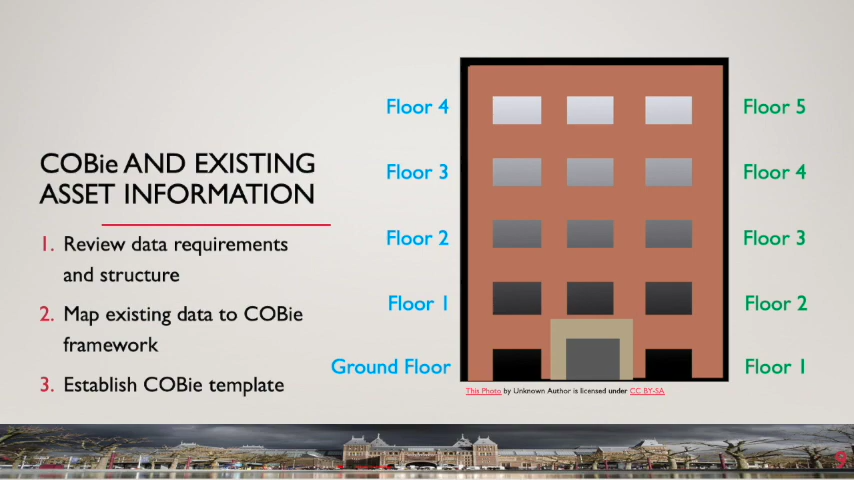 COBie AND EXISTING
ASSET INFORMATION
1. Review data requirements
and structure
2. Map existing data to COBie
framework
3. Establish COBie template
Floor 4
Floor 3
Floor 2
Floor 1
Ground Floor
Floor 5
Floor 4
Floor 3
Floor 2
Floor 1
This Photo by Unknown Author is licensed under CC BY-SA
9